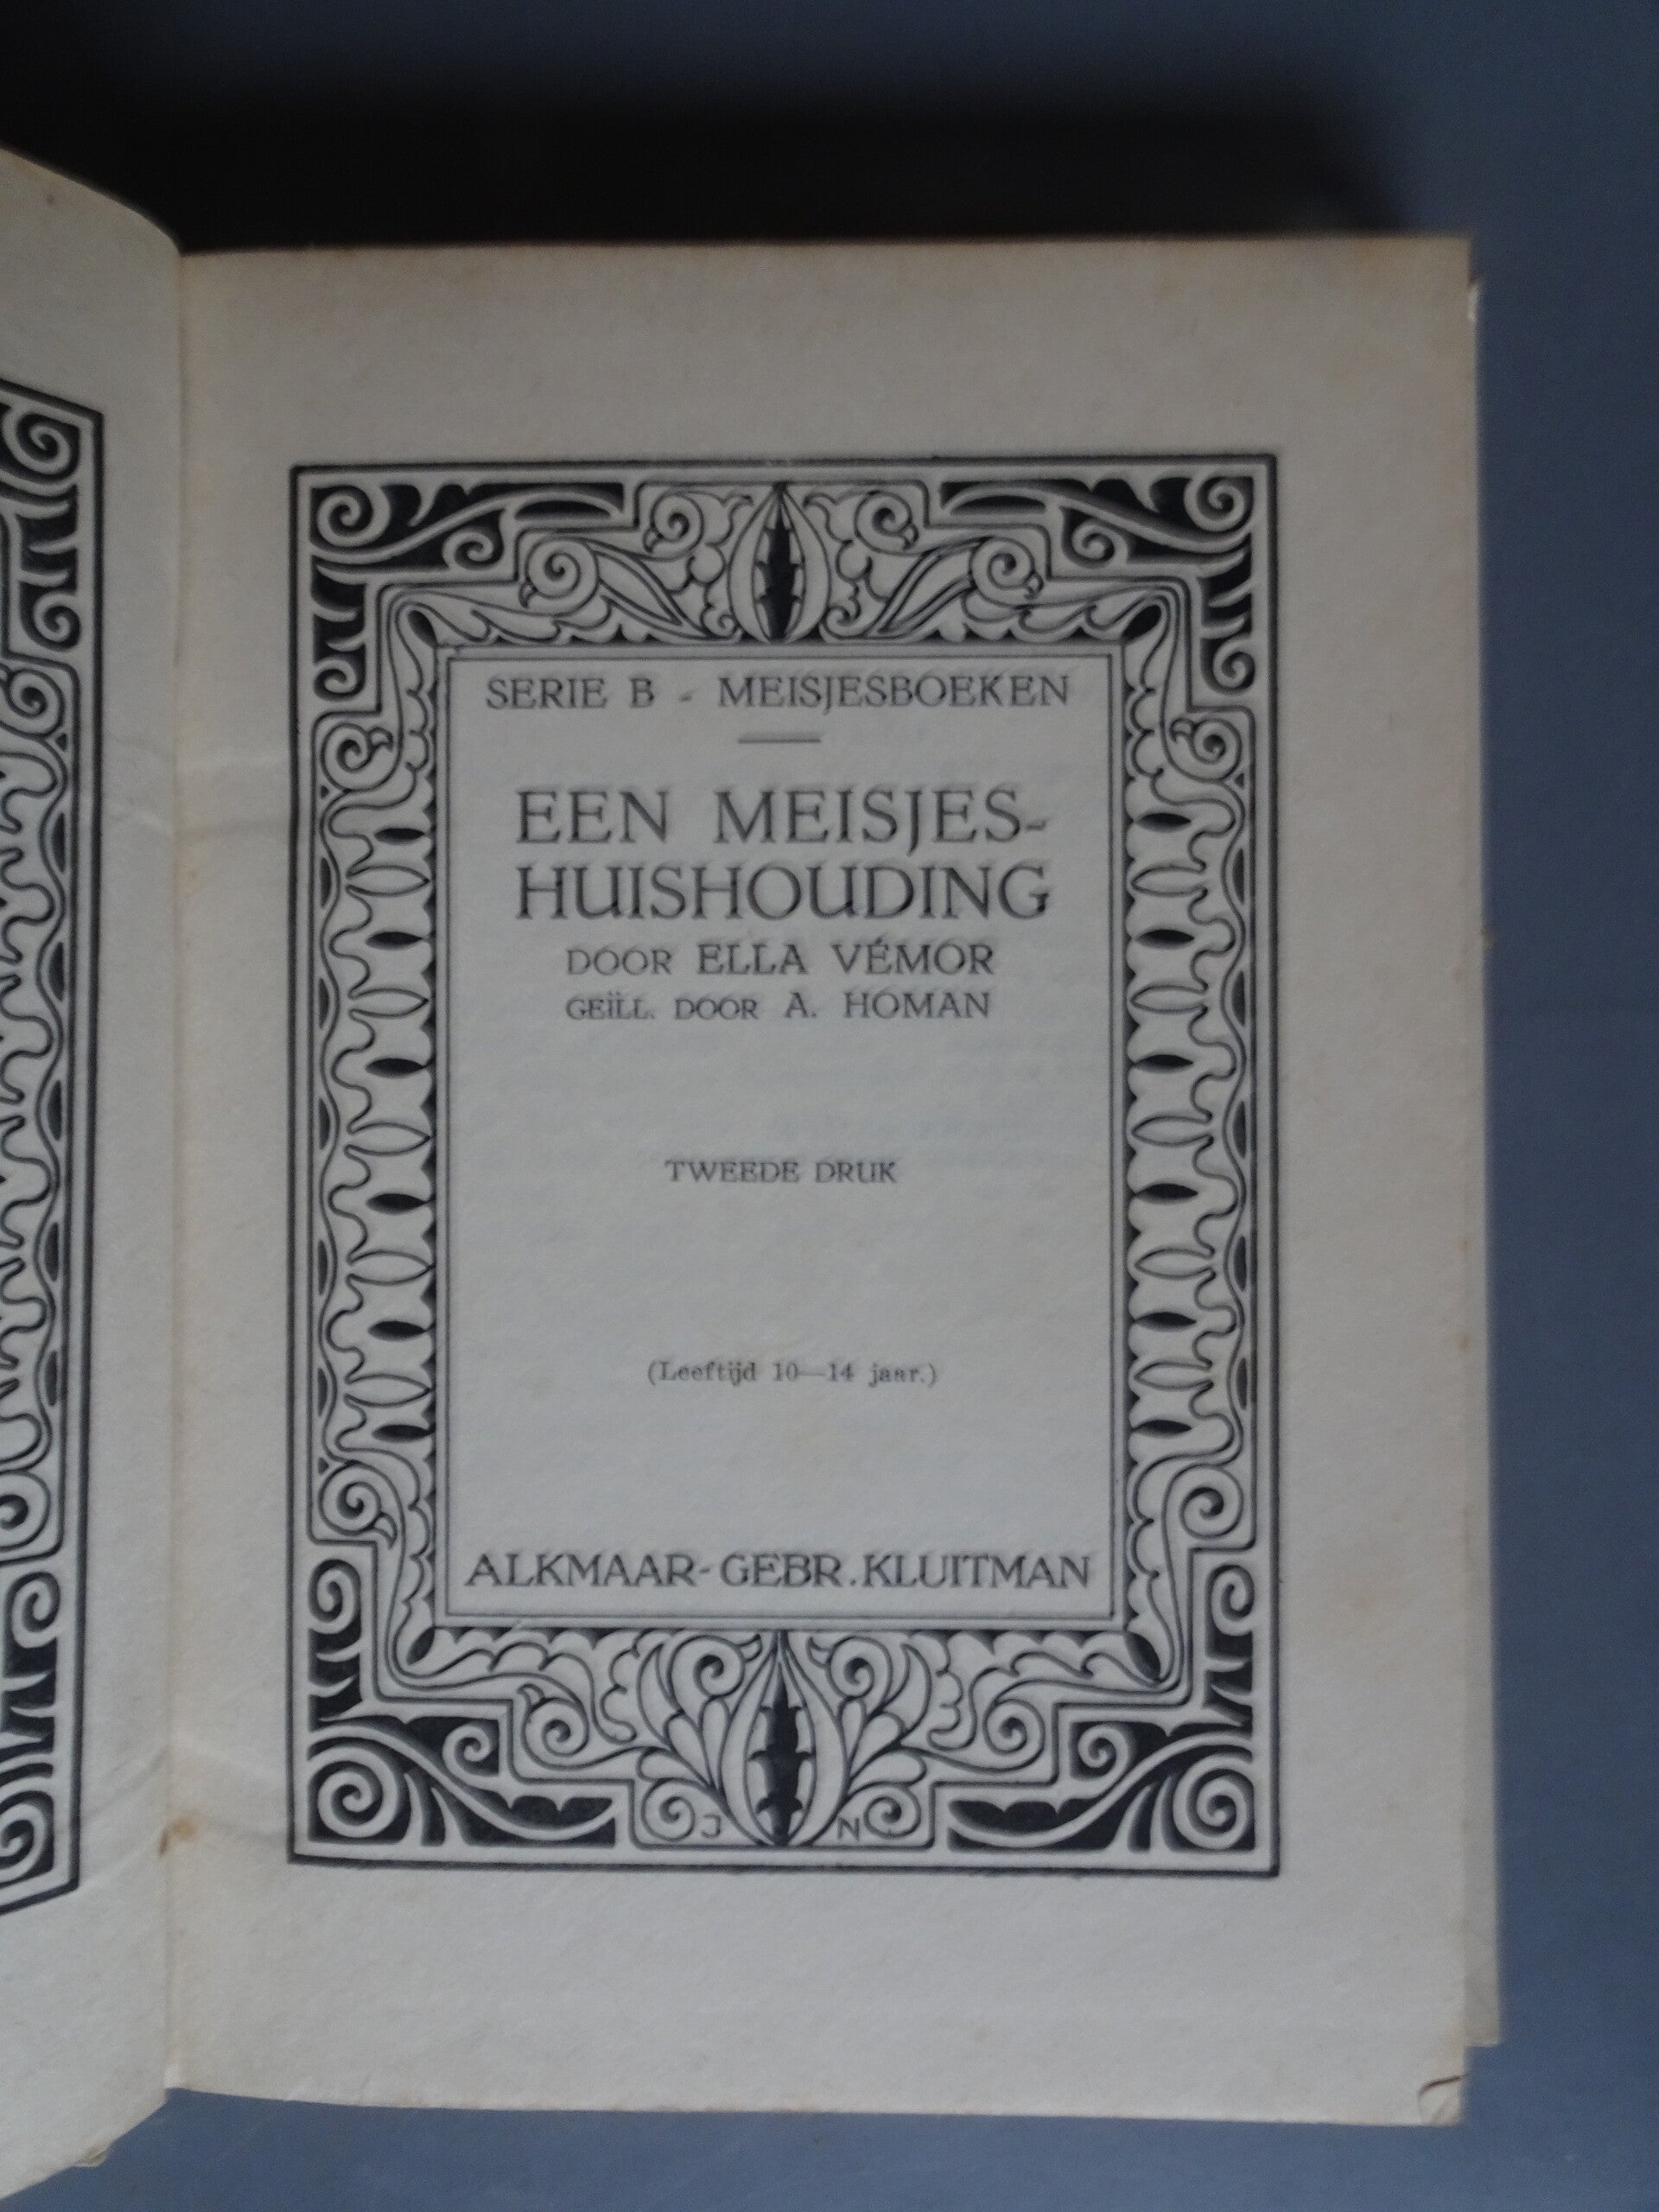 SERIE B - MEISJESBOEKEN
EEN MEISJES-
HUISHOUDING
DOOR ELLA VÉMOR
GEÏLL. DOOR A. HOMAN
TWEEDE DRUK
(Leeftijd 10—14 jaar.)
ALKMAAR-GEBR. KLUITMAN
J N